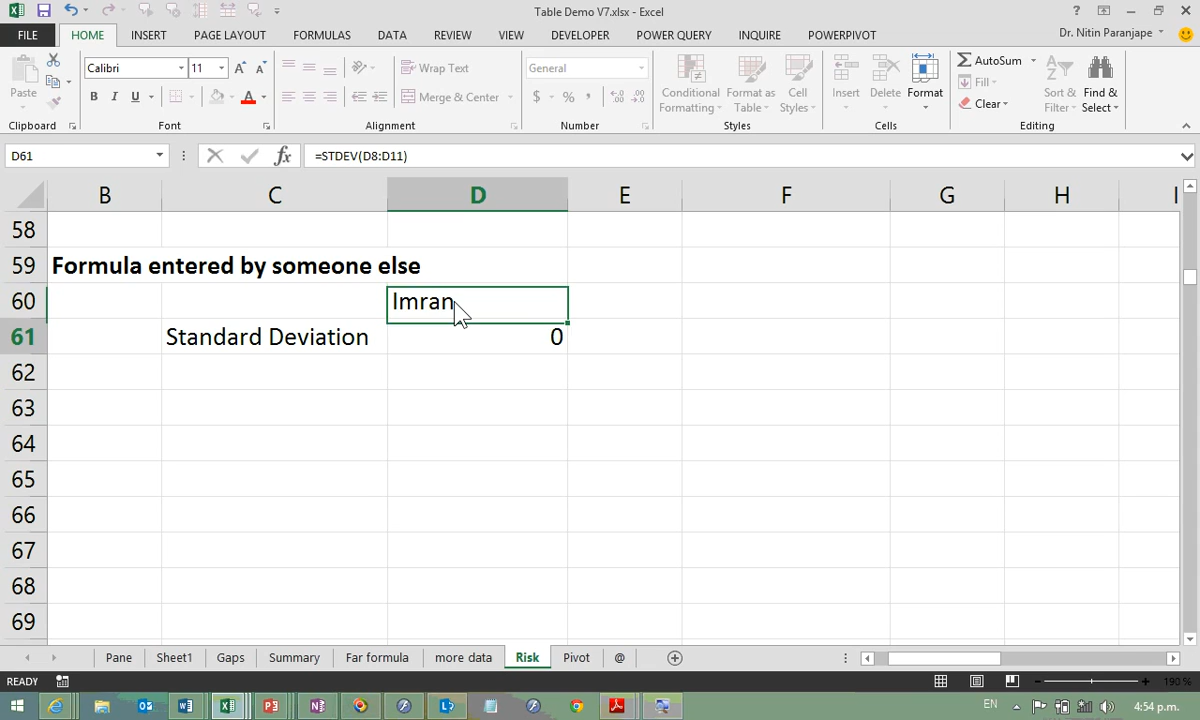 Table Demo V7.xlsx - Excel
?
FILE HOME INSERT PAGE LAYOUT FORMULAS DATA REVIEW VIEW DEVELOPER POWER QUERY INQUIRE POWERPIVOT Dr. Nitin Paranjape
Paste
Calibri 11 A A
B I U A
Wrap Text
Merge & Center
General
$ % ,
Conditional Formatting
Format as Table
Cell Styles
Insert Delete Format
AutoSum
Fill
Clear
Sort & Filter
Find & Select
Clipboard Font Alignment Number Styles Cells Editing
D61 fx =STDEV(D8:D11)
B C D E F G H I
58
59 Formula entered by someone else
60 Imran
61 Standard Deviation 0
62
63
64
65
66
67
68
69
Pane Sheet1 Gaps Summary Far formula more data Risk Pivot @
READY 190 %
EN 4:54 p.m.